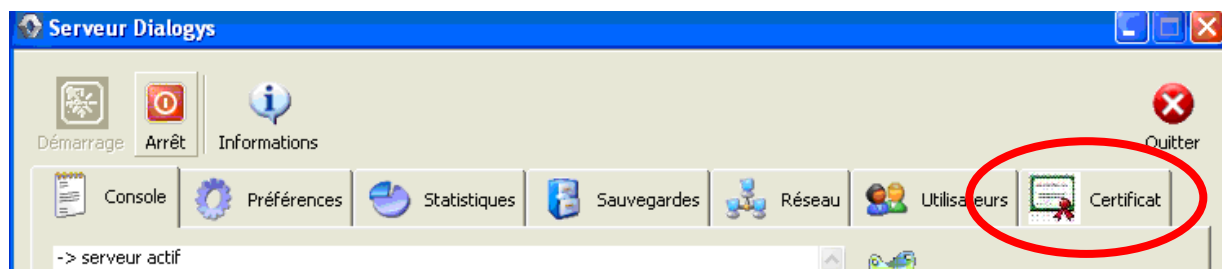 Serveur Dialogys
Démarrage Arrêt Informations Quitter
Console Préférences Statistiques Sauvegardes Réseau Utilisateurs Certificat
-> serveur actif